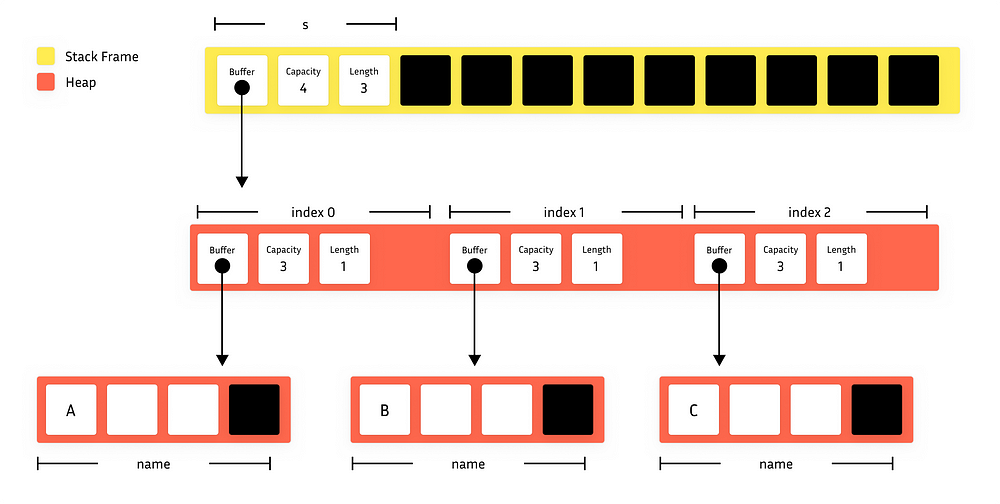 s
Stack Frame
Heap
Buffer
Capacity
4
Length
3
index 0
index 1
index 2
Buffer
Capacity
3
Length
1
Buffer
Capacity
3
Length
1
Buffer
Capacity
3
Length
1
A
B
C
name
name
name